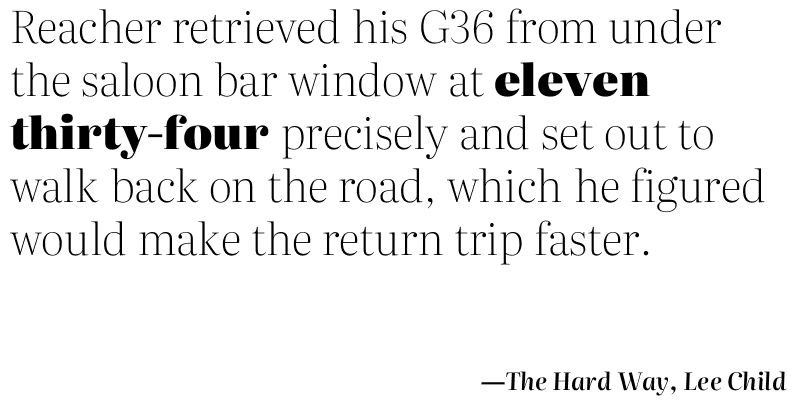 Reacher retrieved his G36 from under
the saloon bar window at eleven
thirty-four precisely and set out to
walk back on the road, which he figured
would make the return trip faster.
—The Hard Way, Lee Child